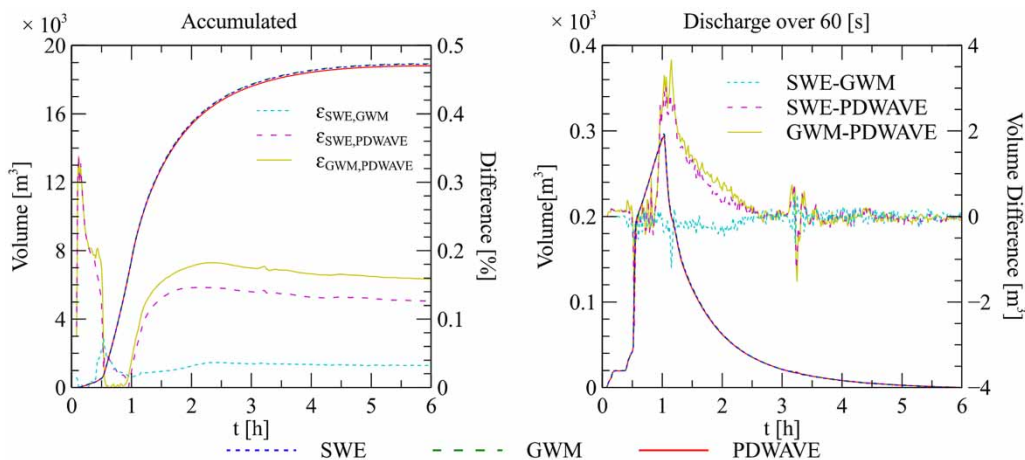 × 10³ Accumulated
20
16
12
8
4
0
Volume [m³]
0.5
0.4
0.3
0.2
0.1
0
Difference [%]
εSWE,GWM
εSWE,PDWAVE
εGWM,PDWAVE
0 1 2 3 4 5 6
t [h]
× 10³ Discharge over 60 [s]
0.4
0.3
0.2
0.1
0
Volume[m³]
4
2
0
−2
−4
Volume Difference [m³]
SWE-GWM
SWE-PDWAVE
GWM-PDWAVE
0 1 2 3 4 5 6
t [h]
SWE GWM PDWAVE